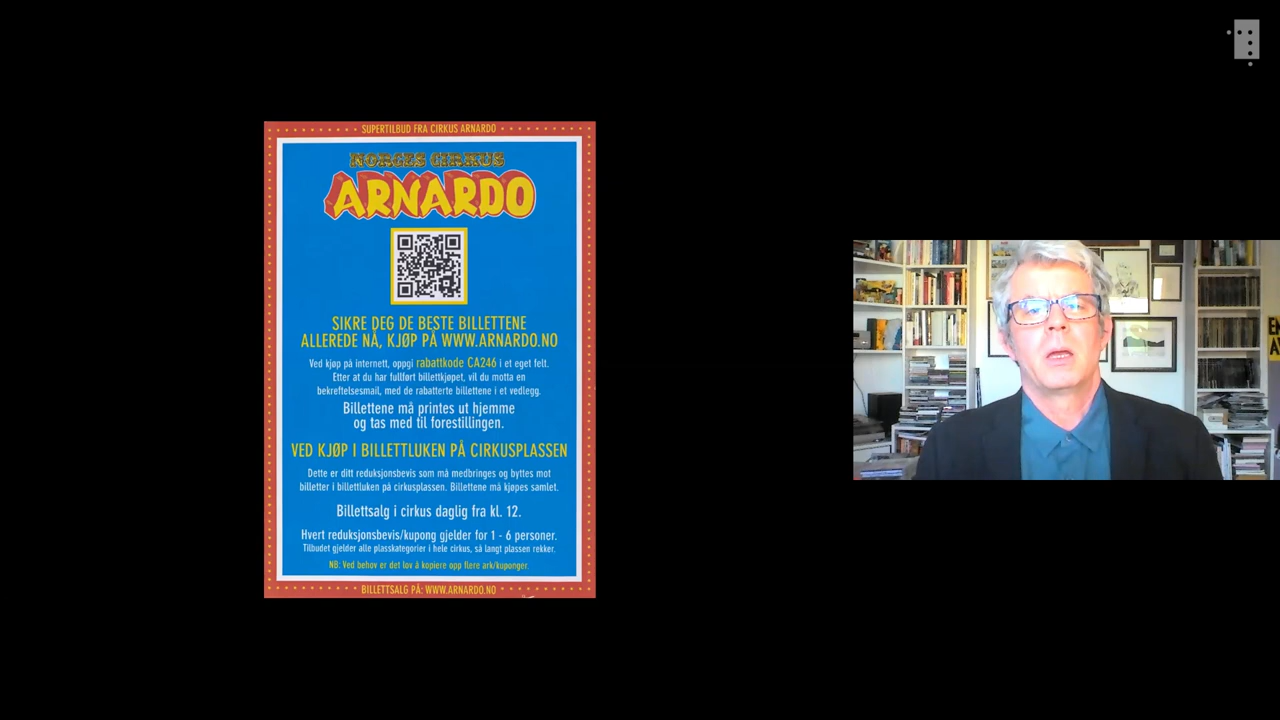 SUPERTILBUD FRA CIRKUS ARNARDO
NORGES CIRKUS
ARNARDO
SIKRE DEG DE BESTE BILLETTENE
ALLEREDE NÅ, KJØP PÅ WWW.ARNARDO.NO
Ved kjøp på internett, oppgi rabattkode CA246 i et eget felt.
Etter at du har fullført billettkjøpet, vil du motta en
bekreftelsesmail, med de rabatterte billettene i et vedlegg.
Billettene må printes ut hjemme
og tas med til forestillingen.
VED KJØP I BILLETTLUKEN PÅ CIRKUSPLASSEN
Dette er ditt reduksjonsbevis som må medbringes og byttes mot
billetter i billettluken på cirkusplassen. Billettene må kjøpes samlet.
Billettsalg i cirkus daglig fra kl. 12.
Hvert reduksjonsbevis/kupong gjelder for 1 - 6 personer.
Tilbudet gjelder alle plasskategorier i hele cirkus, så langt plassen rekker.
NB: Ved behov er det lov å kopiere opp flere ark/kuponger.
BILLETTSALG PÅ: WWW.ARNARDO.NO